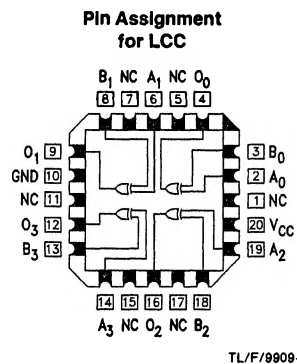 Pin Assignment
for LCC
B1 NC A1 NC O0
8 7 6 5 4
O1 9
GND 10
NC 11
O3 12
B3 13
3 B0
2 A0
1 NC
20 VCC
19 A2
14 15 16 17 18
A3 NC O2 NC B2
TL/F/9909-